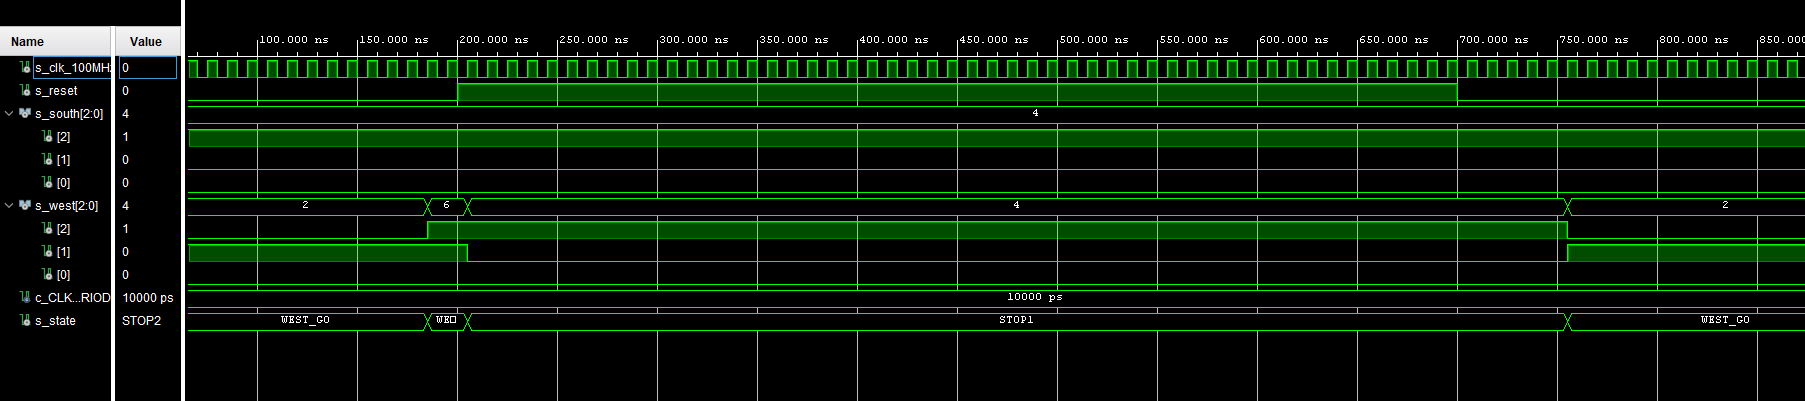 Name Value
100.000 ns 150.000 ns 200.000 ns 250.000 ns 300.000 ns 350.000 ns 400.000 ns 450.000 ns 500.000 ns 550.000 ns 600.000 ns 650.000 ns 700.000 ns 750.000 ns 800.000 ns 850.000
s_clk_100MH 0
s_reset 0
s_south[2:0] 4 4
[2] 1
[1] 0
[0] 0
s_west[2:0] 4 2 6 4 2
[2] 1
[1] 0
[0] 0
c_CLK...RIOD 10000 ps 10000 ps
s_state STOP2 WEST_GO WE□ STOP1 WEST_GO